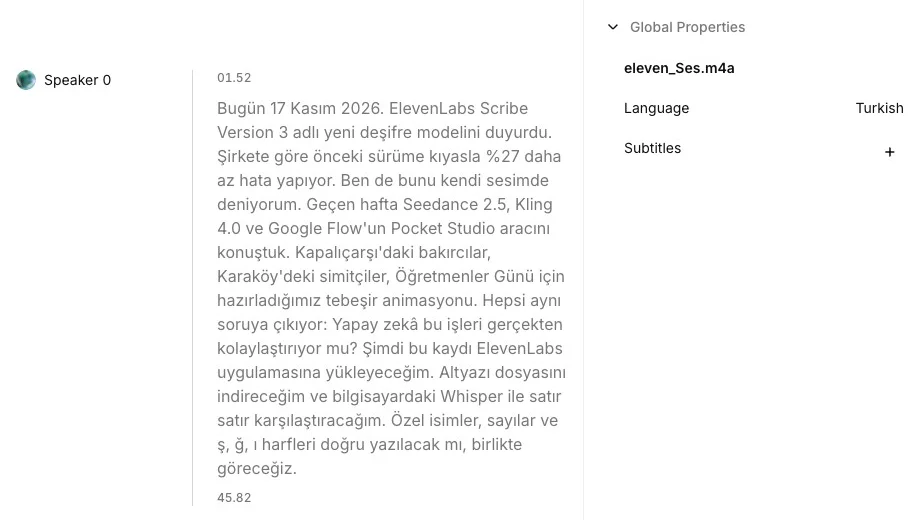 Speaker 0
01.52
Bugün 17 Kasım 2026. ElevenLabs Scribe
Version 3 adlı yeni deşifre modelini duyurdu.
Şirkete göre önceki sürüme kıyasla %27 daha
az hata yapıyor. Ben de bunu kendi sesimde
deniyorum. Geçen hafta Seedance 2.5, Kling
4.0 ve Google Flow'un Pocket Studio aracını
konuştuk. Kapalıçarşı'daki bakırcılar,
Karaköy'deki simitçiler, Öğretmenler Günü için
hazırladığımız tebeşir animasyonu. Hepsi aynı
soruya çıkıyor: Yapay zekâ bu işleri gerçekten
kolaylaştırıyor mu? Şimdi bu kaydı ElevenLabs
uygulamasına yükleyeceğim. Altyazı dosyasını
indireceğim ve bilgisayardaki Whisper ile satır
satır karşılaştıracağım. Özel isimler, sayılar ve
ş, ğ, ı harfleri doğru yazılacak mı, birlikte
göreceğiz.
45.82
Global Properties
eleven_Ses.m4a
Language Turkish
Subtitles +